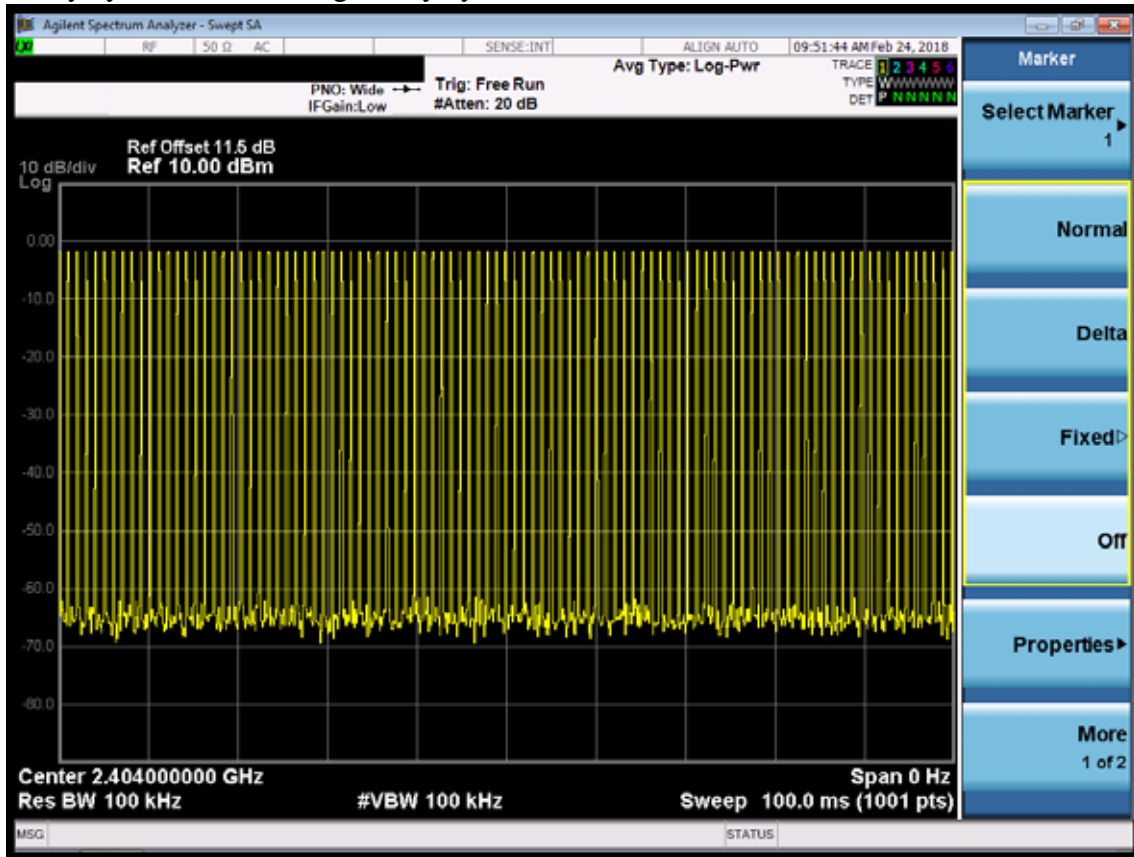 Agilent Spectrum Analyzer - Swept SA
RF 50 Ω AC SENSE:INT ALIGN AUTO 09:51:44 AM Feb 24, 2018
Marker
Avg Type: Log-Pwr
TRACE 1 2 3 4 5 6
PNO: Wide Trig: Free Run
TYPE WWWWWWW
IFGain:Low #Atten: 20 dB
DET P N N N N N
Select Marker
1
Ref Offset 11.5 dB
10 dB/div Ref 10.00 dBm
Log
Normal
0.00
-10.0
Delta
-20.0
-30.0
Fixed
-40.0
-50.0
Off
-60.0
-70.0
Properties
-80.0
More
1 of 2
Center 2.404000000 GHz Span 0 Hz
Res BW 100 kHz #VBW 100 kHz Sweep 100.0 ms (1001 pts)
MSG STATUS